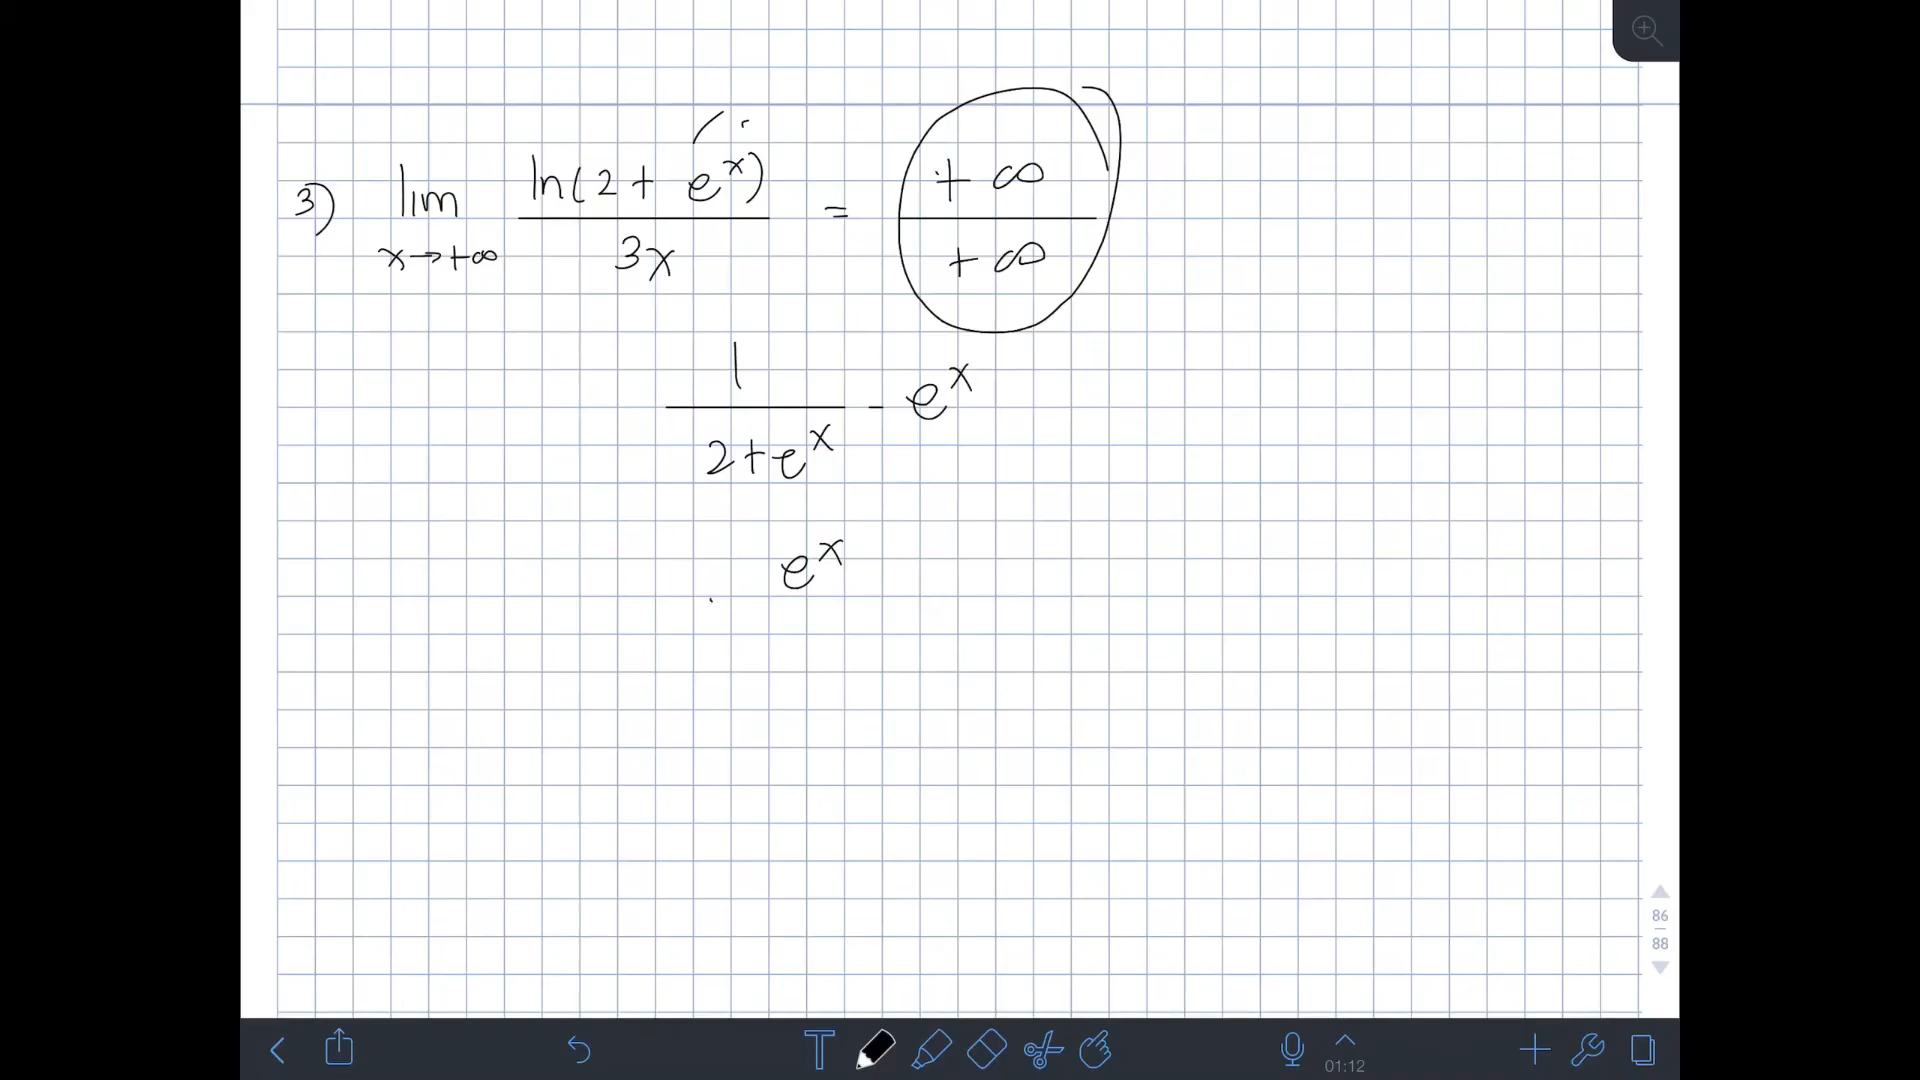 3) lim x→+∞ ln(2+e^x) / 3x = +∞ / +∞
1 / 2+e^x - e^x
e^x
86
88
T
01:12